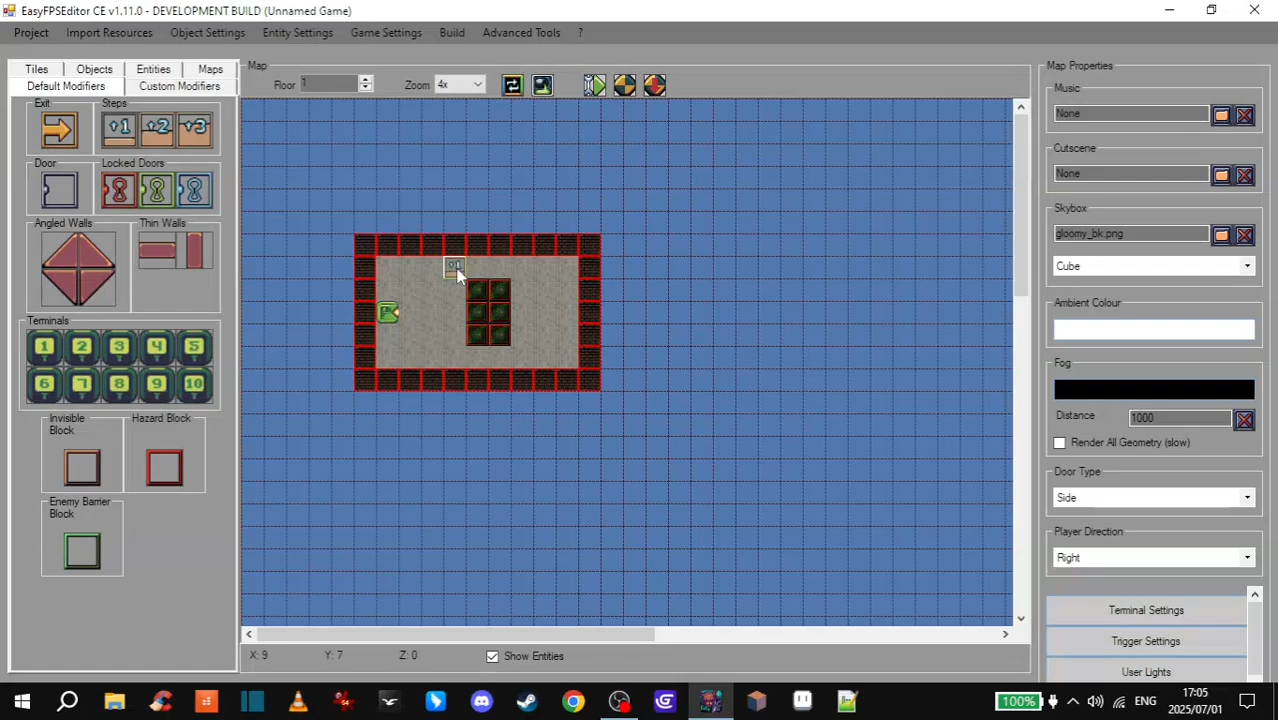 EasyFPSEditor CE v1.11.0 - DEVELOPMENT BUILD (Unnamed Game)
Project Import Resources Object Settings Entity Settings Game Settings Build Advanced Tools ?
Tiles Objects Entities Maps
Default Modifiers Custom Modifiers
Exit Steps
1 2 3
Door Locked Doors
Angled Walls Thin Walls
Terminals
1 2 3 4 5
6 7 8 9 10
Invisible Block
Hazard Block
Enemy Barrier Block
Map
Floor 1 Zoom 4x
P
X: 9 Y: 7 Z: 0 Show Entities
Map Properties
Music
None
Cutscene
None
Skybox
gloomy_bk.png
Cube
Ambient Colour
Fog
Distance 1000
Render All Geometry (slow)
Door Type
Side
Player Direction
Right
Terminal Settings
Trigger Settings
User Lights
100% ENG 17:05
2025/07/01